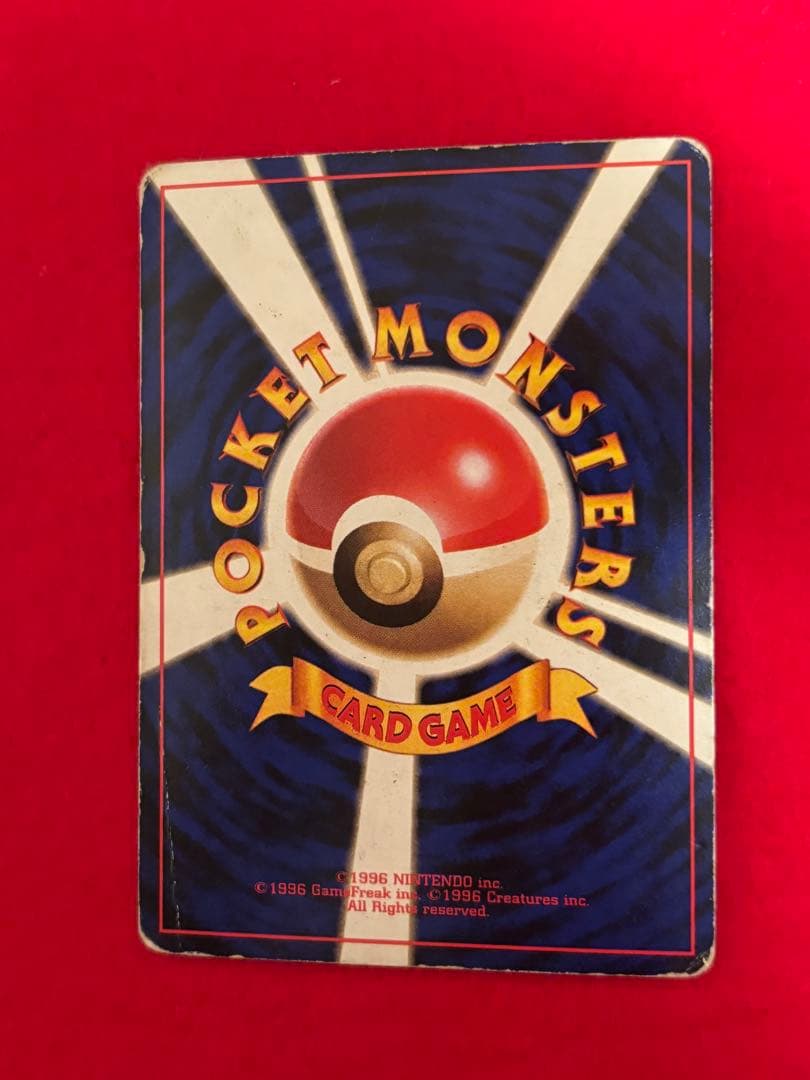 POCKET MONSTERS
CARD GAME
©1996 NINTENDO inc.
©1996 GameFreak inc. ©1996 Creatures inc.
All Rights reserved.